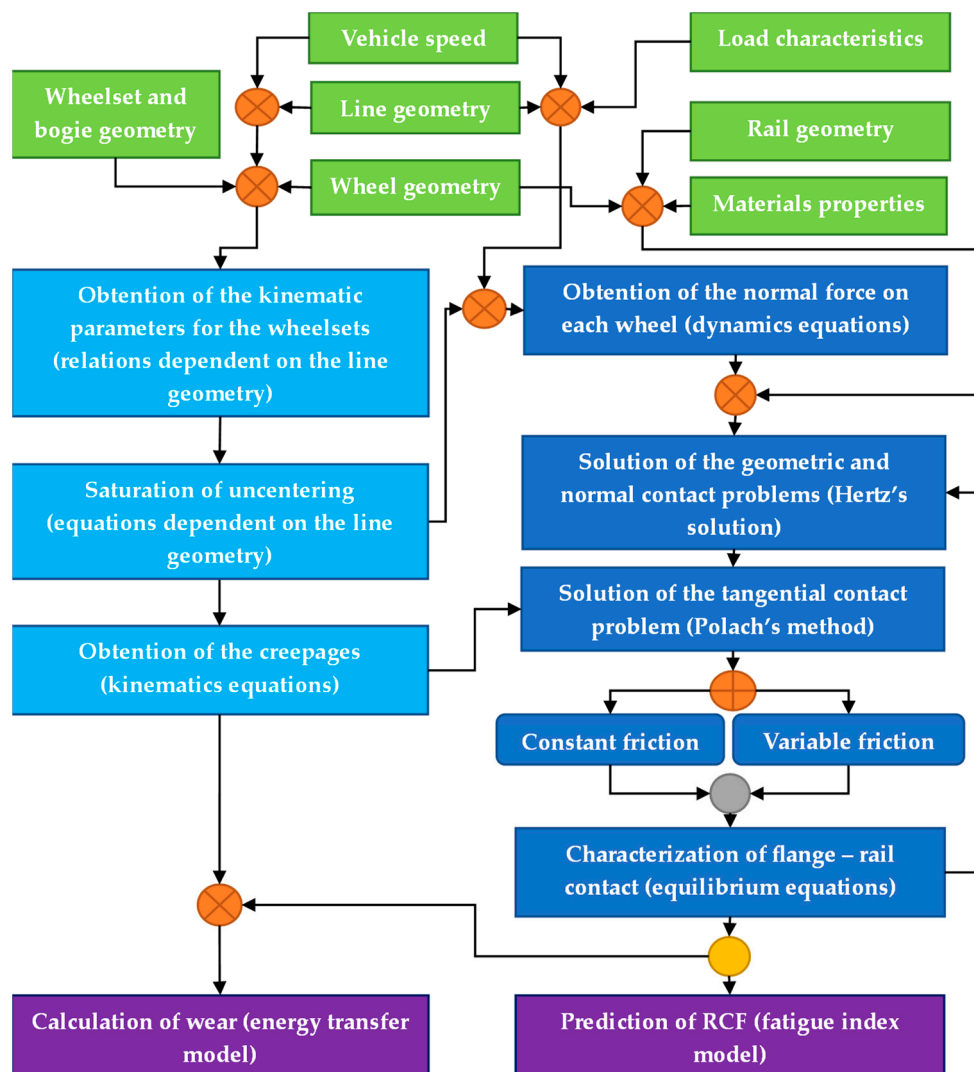 Vehicle speed
Load characteristics
Wheelset and
bogie geometry
Line geometry
Rail geometry
Wheel geometry
Materials properties
Obtention of the kinematic
parameters for the wheelsets
(relations dependent on the line
geometry)
Obtention of the normal force on
each wheel (dynamics equations)
Saturation of uncentering
(equations dependent on the line
geometry)
Solution of the geometric and
normal contact problems (Hertz’s
solution)
Solution of the tangential contact
problem (Polach’s method)
Obtention of the creepages
(kinematics equations)
Constant friction
Variable friction
Characterization of flange – rail
contact (equilibrium equations)
Calculation of wear (energy transfer
model)
Prediction of RCF (fatigue index
model)